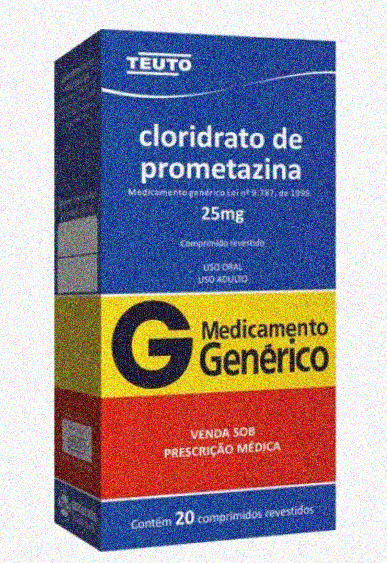 TEUTO
cloridrato de
prometazina
Medicamento genérico Lei nº 9.787, de 1999
25mg
Comprimido revestido
USO ORAL
USO ADULTO
G Medicamento
Genérico
VENDA SOB
PRESCRIÇÃO MÉDICA
Contém 20 comprimidos revestidos